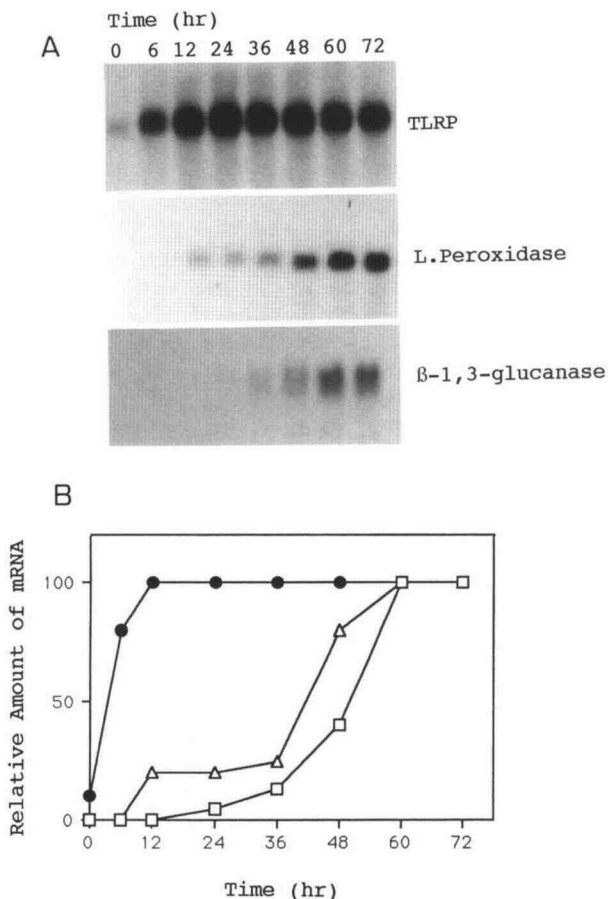 Time (hr)
A
0 6 12 24 36 48 60 72
TLRP
L.Peroxidase
ß-1,3-glucanase
B
Relative Amount of mRNA
100
50
0
0 12 24 36 48 60 72
Time (hr)